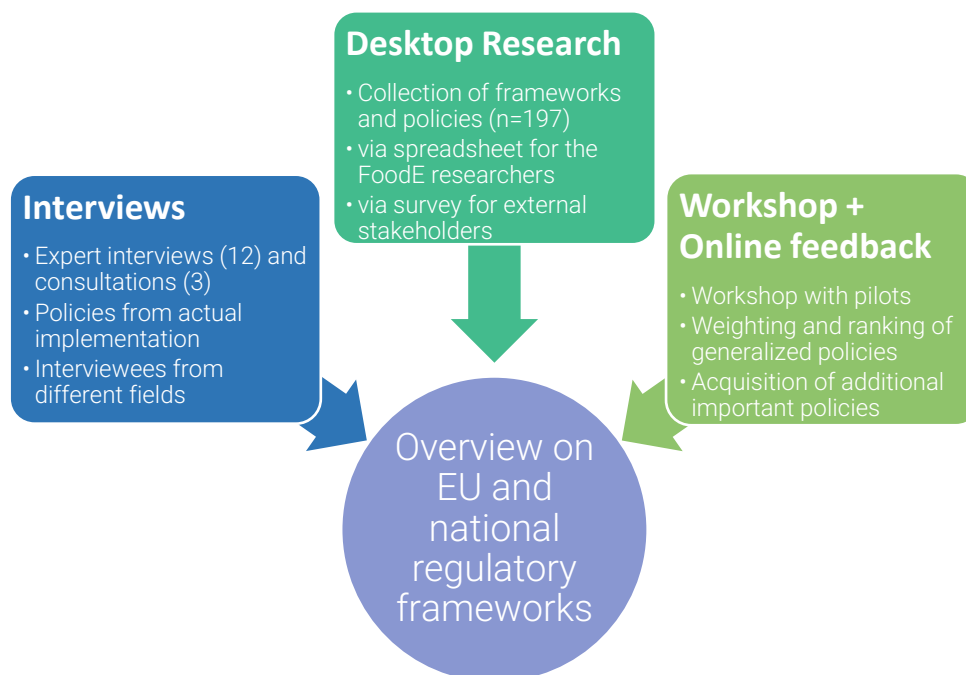 Desktop Research
• Collection of frameworks
and policies (n=197)
• via spreadsheet for the
FoodE researchers
• via survey for external
stakeholders
Interviews
• Expert interviews (12) and
consultations (3)
• Policies from actual
implementation
• Interviewees from
different fields
Workshop +
Online feedback
• Workshop with pilots
• Weighting and ranking of
generalized policies
• Acquisition of additional
important policies
Overview on
EU and
national
regulatory
frameworks